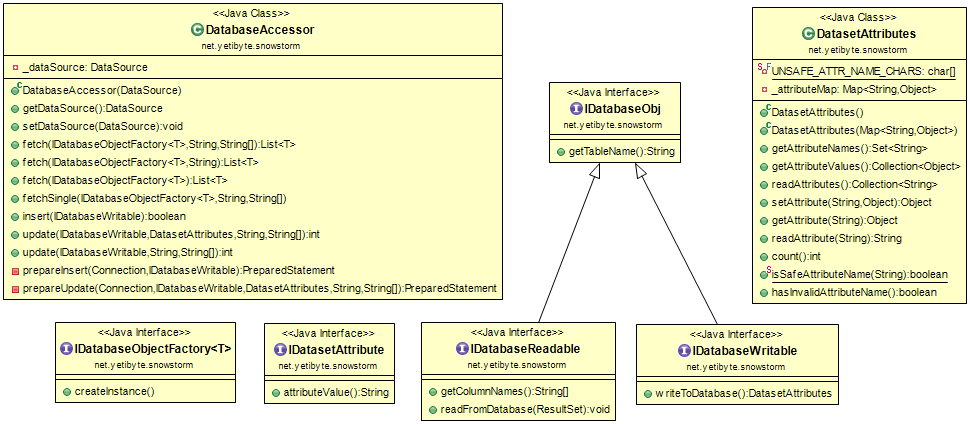 <<Java Class>>
DatabaseAccessor
net.yetibyte.snowstorm
_dataSource: DataSource
DatabaseAccessor(DataSource)
getDataSource():DataSource
setDataSource(DataSource):void
fetch(IDatabaseObjectFactory<T>,String,String[]):List<T>
fetch(IDatabaseObjectFactory<T>,String):List<T>
fetch(IDatabaseObjectFactory<T>):List<T>
fetchSingle(IDatabaseObjectFactory<T>,String,String[])
insert(IDatabaseWritable):boolean
update(IDatabaseWritable,DatasetAttributes,String,String[]):int
update(IDatabaseWritable,String,String[]):int
prepareInsert(Connection,IDatabaseWritable):PreparedStatement
prepareUpdate(Connection,IDatabaseWritable,DatasetAttributes,String,String[]):PreparedStatement
<<Java Interface>>
IDatabaseObj
net.yetibyte.snowstorm
getTableName():String
<<Java Class>>
DatasetAttributes
net.yetibyte.snowstorm
UNSAFE_ATTR_NAME_CHARS: char[]
_attributeMap: Map<String,Object>
DatasetAttributes()
DatasetAttributes(Map<String,Object>)
getAttributeNames():Set<String>
getAttributeValues():Collection<Object>
readAttributes():Collection<String>
setAttribute(String,Object):Object
getAttribute(String):Object
readAttribute(String):String
count():int
isSafeAttributeName(String):boolean
hasInvalidAttributeName():boolean
<<Java Interface>>
IDatabaseObjectFactory<T>
net.yetibyte.snowstorm
createInstance()
<<Java Interface>>
IDatasetAttribute
net.yetibyte.snowstorm
attributeValue():String
<<Java Interface>>
IDatabaseReadable
net.yetibyte.snowstorm
getColumnNames():String[]
readFromDatabase(ResultSet):void
<<Java Interface>>
IDatabaseWritable
net.yetibyte.snowstorm
writeToDatabase():DatasetAttributes